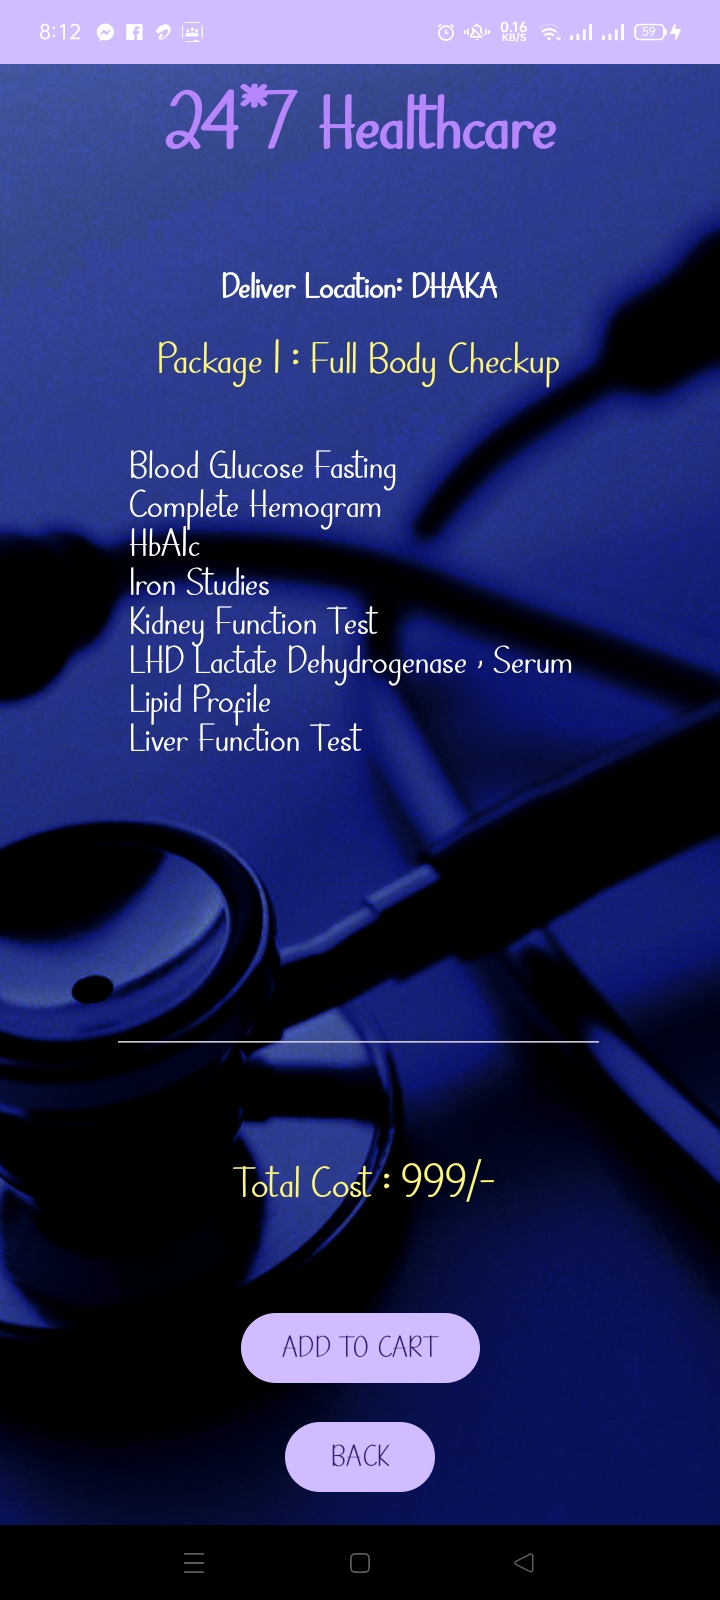 8:12
0.16
KB/S
59
24*7 Healthcare
Deliver Location: DHAKA
Package 1 : Full Body Checkup
Blood Glucose Fasting
Complete Hemogram
HbA1c
Iron Studies
Kidney Function Test
LHD Lactate Dehydrogenase , Serum
Lipid Profile
Liver Function Test
Total Cost : 999/-
ADD TO CART
BACK